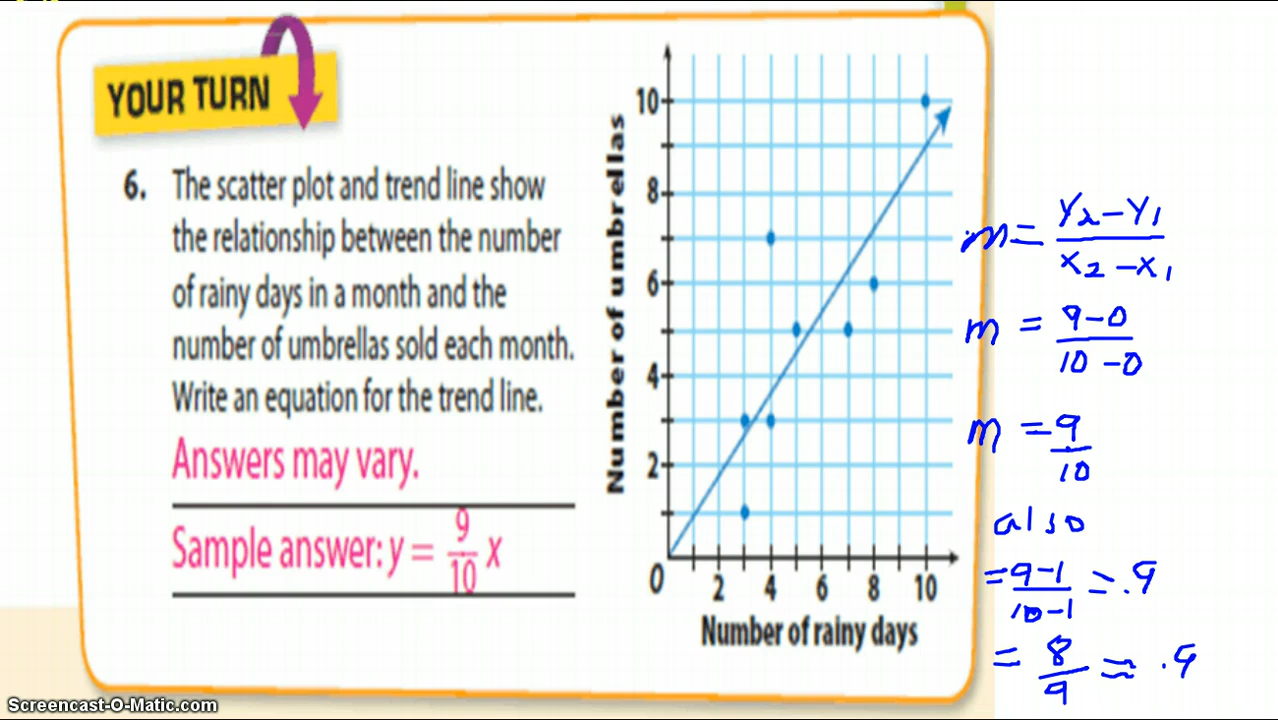 YOUR TURN
6. The scatter plot and trend line show
the relationship between the number
of rainy days in a month and the
number of umbrellas sold each month.
Write an equation for the trend line.
Answers may vary.
Sample answer: y = 9/10 x
Number of umbrellas
10
8
6
4
2
0
2 4 6 8 10
Number of rainy days
m = y₂ - y₁ / x₂ - x₁
m = 9-0 / 10-0
m = 9/10
also
= 9-1 / 10-1 = .9
= 8/9 ≈ .9
Screencast-O-Matic.com